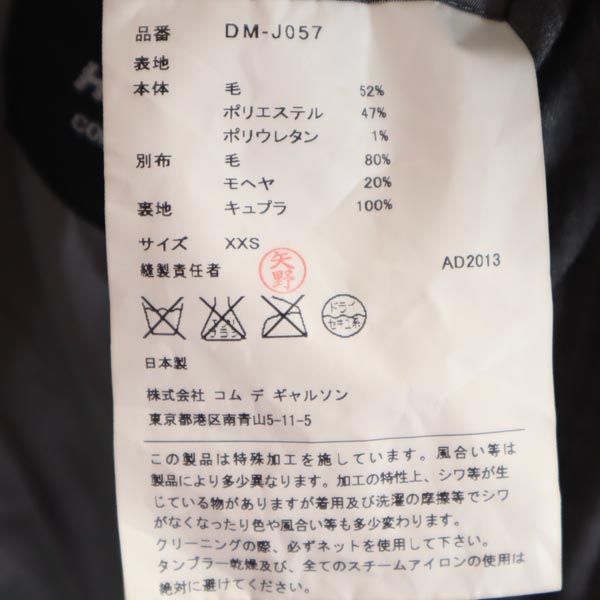 品番 DM-J057
表地
本体 毛 52%
ポリエステル 47%
ポリウレタン 1%
別布 毛 80%
モヘヤ 20%
裏地 キュプラ 100%
サイズ XXS
縫製責任者 矢野 AD2013
ドライ
セキユ系
日本製
株式会社 コム デ ギャルソン
東京都港区南青山5-11-5
この製品は特殊加工を施しています。風合い等は
製品により多少異なります。加工の特性上、シワ等が生
じている物がありますが着用及び洗濯の摩擦等でシワ
がなくなったり色や風合い等も多少変わります。
クリーニングの際、必ずネットを使用して下さい。
タンブラー乾燥及び、全てのスチームアイロンの使用は
絶対に避けてください。